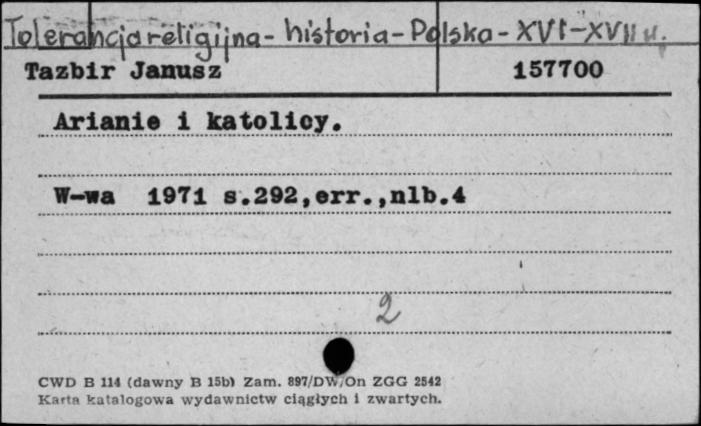 Tolerancja religijna - historia - Polska - XVI - XVII w.
Tazbir Janusz 157700
Arianie i katolicy.
W-wa 1971 s.292,err.,nlb.4
2
CWD B 114 (dawny B 15b) Zam. 897/DW/On ZGG 2542
Karta katalogowa wydawnictw ciągłych i zwartych.